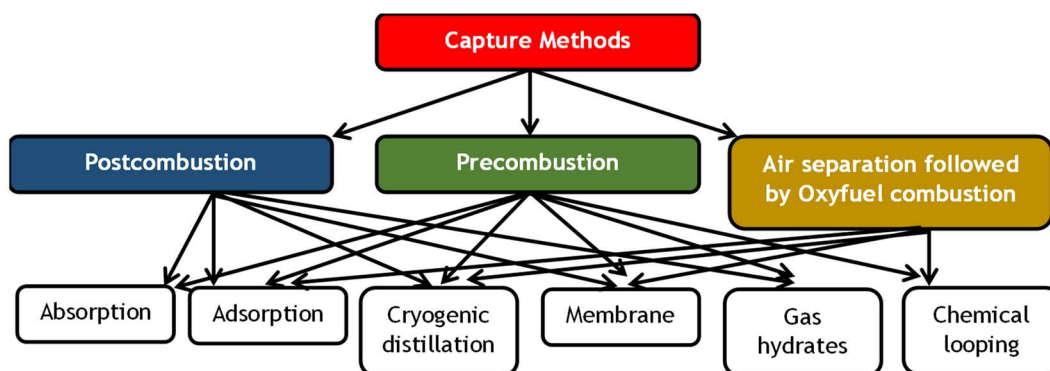 Capture Methods
Postcombustion
Precombustion
Air separation followed
by Oxyfuel combustion
Absorption
Adsorption
Cryogenic
distillation
Membrane
Gas
hydrates
Chemical
looping